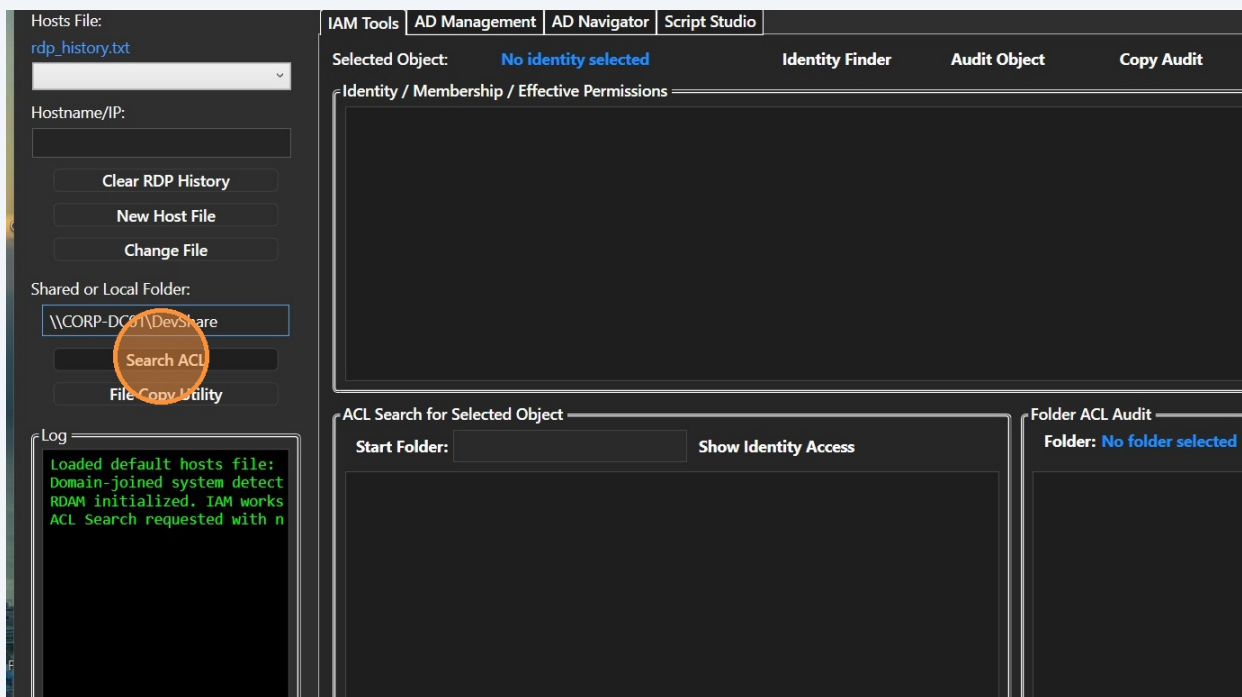 Hosts File:
rdp_history.txt
Hostname/IP:
Clear RDP History
New Host File
Change File
Shared or Local Folder:
\\CORP-DC01\DevShare
Search ACL
File Copy Utility
Log
Loaded default hosts file:
Domain-joined system detect
RDAM initialized. IAM works
ACL Search requested with n
IAM Tools AD Management AD Navigator Script Studio
Selected Object: No identity selected Identity Finder Audit Object Copy Audit
Identity / Membership / Effective Permissions
ACL Search for Selected Object
Start Folder: Show Identity Access
Folder ACL Audit
Folder: No folder selected